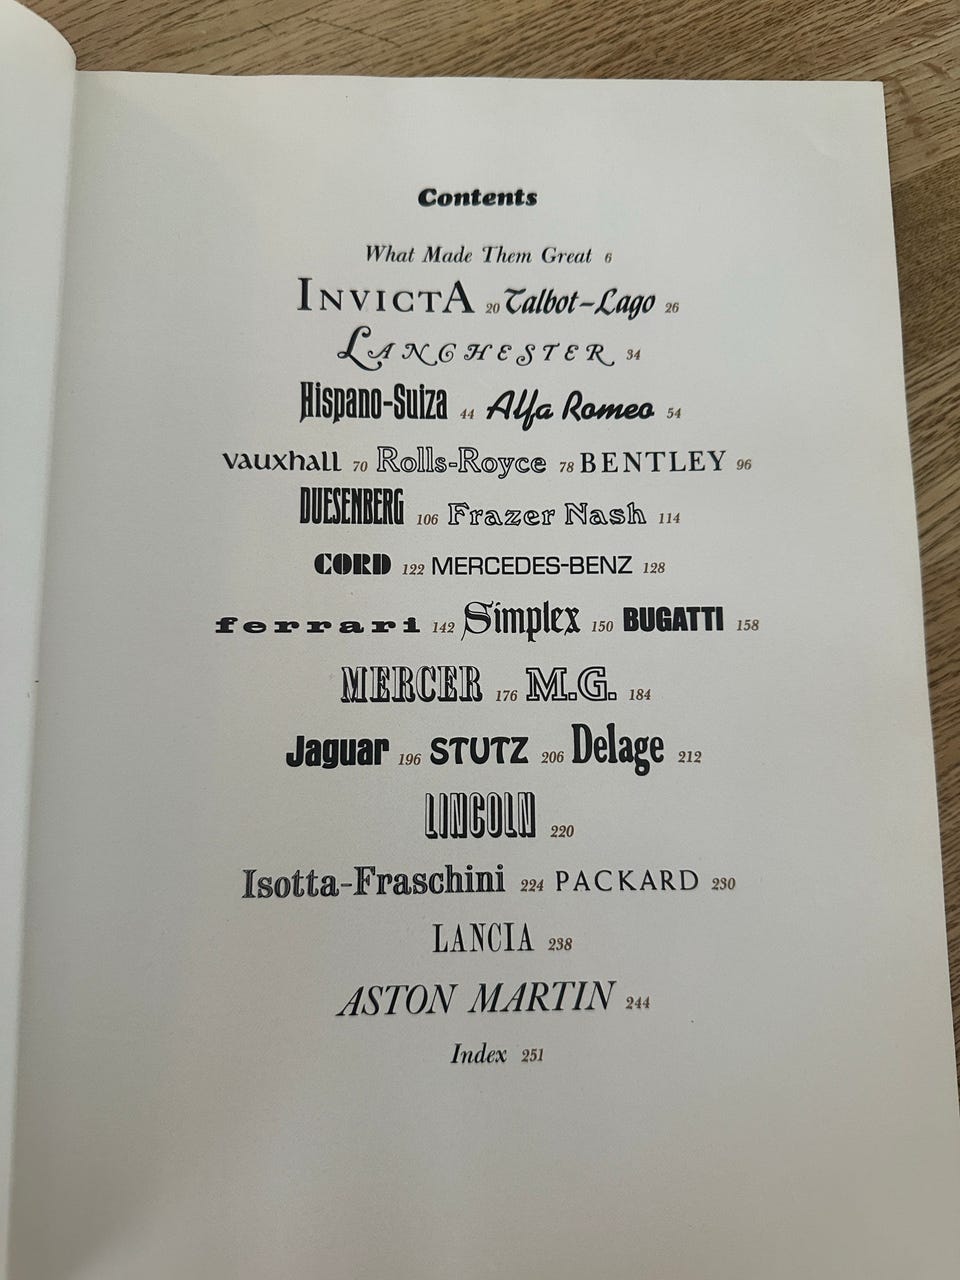 Contents
What Made Them Great 6
INVICTA 20 Talbot-Lago 26
LANCHESTER 34
Hispano-Suiza 44 Alfa Romeo 54
vauxhall 70 Rolls-Royce 78 BENTLEY 96
DUESENBERG 106 Frazer Nash 114
CORD 122 MERCEDES-BENZ 128
ferrari 142 Simplex 150 BUGATTI 158
MERCER 176 M.G. 184
Jaguar 196 STUTZ 206 Delage 212
LINCOLN 220
Isotta-Fraschini 224 PACKARD 230
LANCIA 238
ASTON MARTIN 244
Index 251